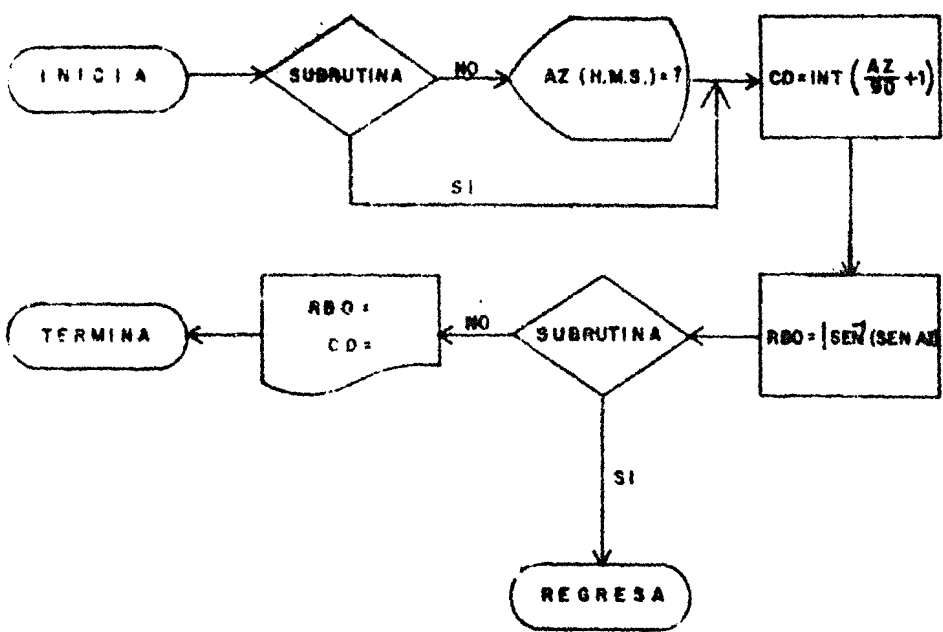 INICIA
SUBRUTINA
NO
AZ (H.M.S.) = ?
CD = INT (AZ/90 + 1)
SI
TERMINA
RBO =
CD =
NO
SUBRUTINA
RBO = |SEN⁻¹ (SEN AZ)|
SI
REGRESA